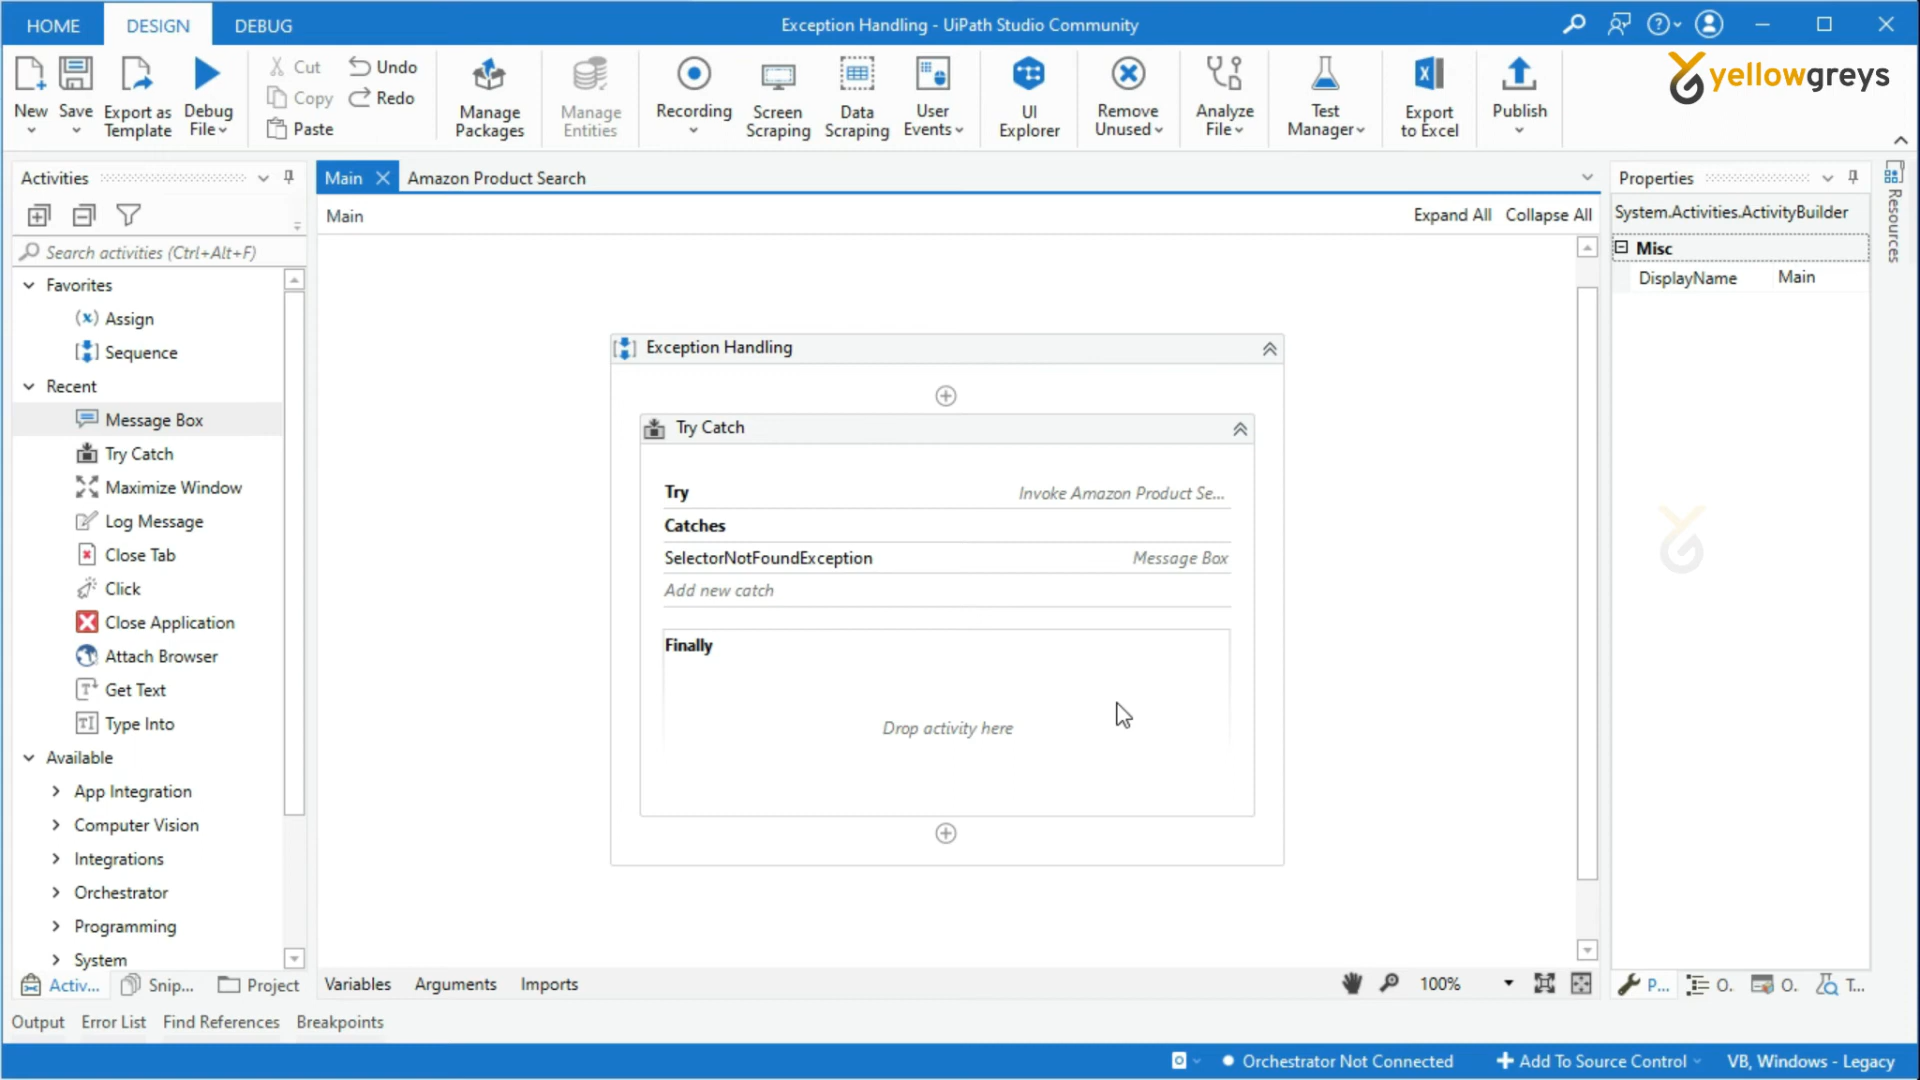 HOME DESIGN DEBUG
Exception Handling - UiPath Studio Community
New
Save
Export as Template
Debug File
Cut
Copy
Paste
Undo
Redo
Manage Packages
Manage Entities
Recording
Screen Scraping
Data Scraping
User Events
UI Explorer
Remove Unused
Analyze File
Test Manager
Export to Excel
Publish
yellowgreys
Activities
Search activities (Ctrl+Alt+F)
Favorites
Assign
Sequence
Recent
Message Box
Try Catch
Maximize Window
Log Message
Close Tab
Click
Close Application
Attach Browser
Get Text
Type Into
Available
App Integration
Computer Vision
Integrations
Orchestrator
Programming
System
Activ...
Snip...
Project
Main
Amazon Product Search
Main
Expand All
Collapse All
Exception Handling
Try Catch
Try
Invoke Amazon Product Se...
Catches
SelectorNotFoundException
Message Box
Add new catch
Finally
Drop activity here
Variables
Arguments
Imports
100%
Properties
System.Activities.ActivityBuilder
Misc
DisplayName
Main
Resources
P...
O.
O.
T...
Output
Error List
Find References
Breakpoints
Orchestrator Not Connected
Add To Source Control
VB, Windows - Legacy